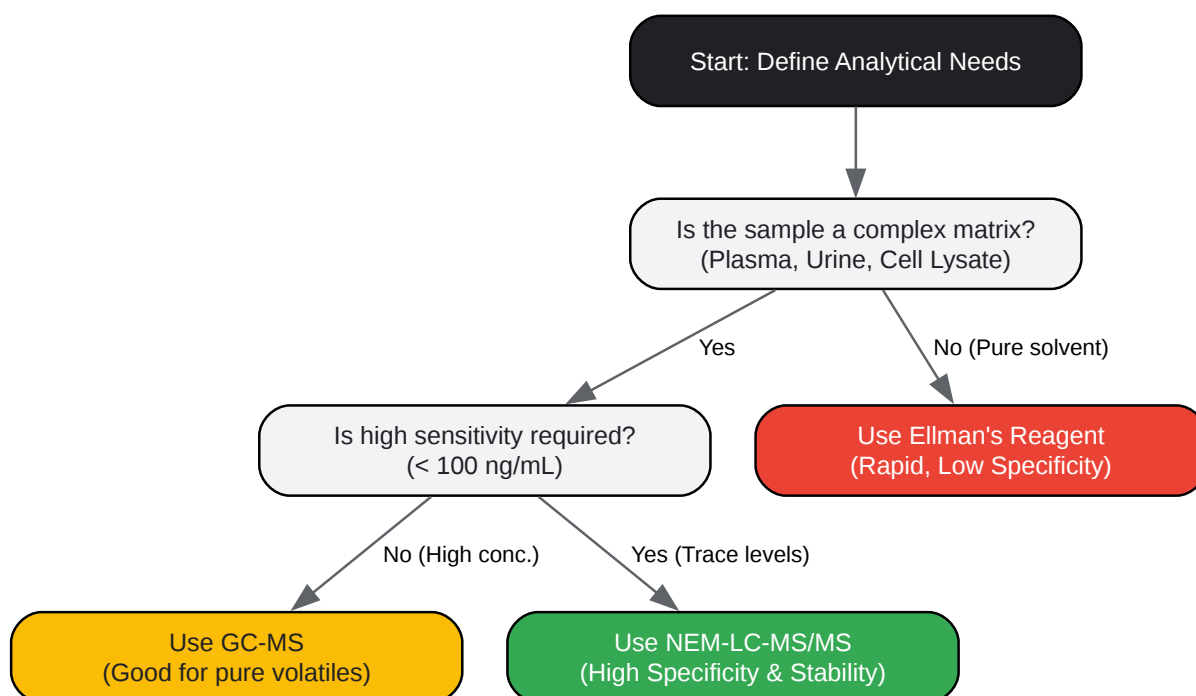 Start: Define Analytical Needs
Is the sample a complex matrix?
(Plasma, Urine, Cell Lysate)
Yes
No (Pure solvent)
Is high sensitivity required?
(< 100 ng/mL)
Use Ellman's Reagent
(Rapid, Low Specificity)
No (High conc.)
Yes (Trace levels)
Use GC-MS
(Good for pure volatiles)
Use NEM-LC-MS/MS
(High Specificity & Stability)